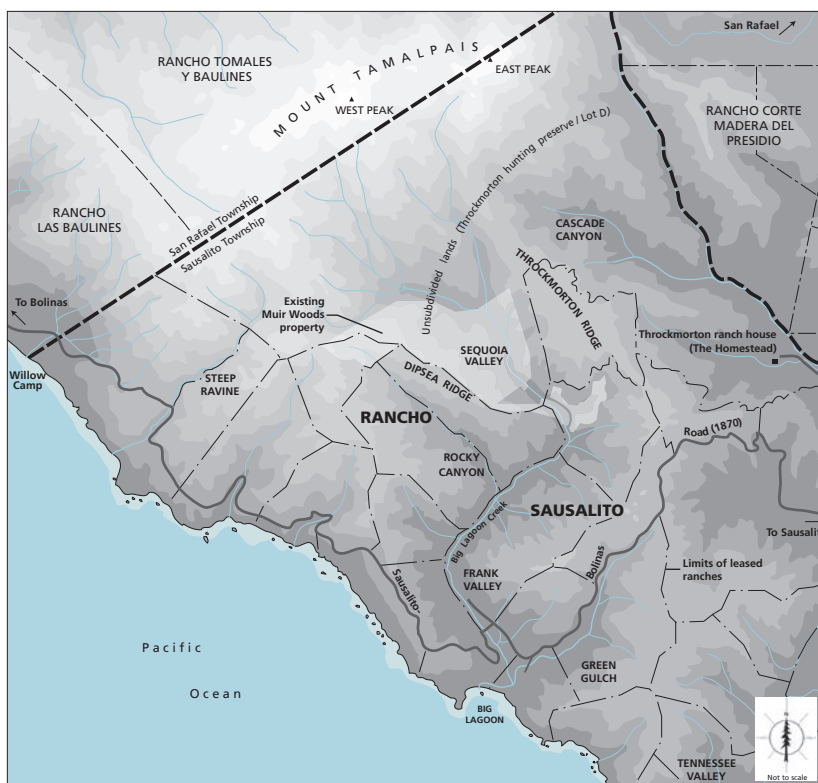 San Rafael
RANCHO TOMALES
Y BAULINES
MOUNT TAMALPAIS
EAST PEAK
WEST PEAK
RANCHO CORTE
MADERA DEL
PRESIDIO
RANCHO
LAS BAULINES
San Rafael Township
Sausalito Township
Unsubdivided lands (Throckmorton hunting preserve / Lot D)
CASCADE
CANYON
THROCKMORTON RIDGE
To Bolinas
Existing
Muir Woods
property
Throckmorton ranch house
(The Homestead)
SEQUOIA
VALLEY
Willow
Camp
STEEP
RAVINE
DIPSEA RIDGE
RANCHO
Road (1870)
ROCKY
CANYON
SAUSALITO
To Sausalit
Big Lagoon Creek
Limits of leased
ranches
FRANK
VALLEY
Bolinas
Sausalito-
Pacific
Ocean
GREEN
GULCH
BIG
LAGOON
N
TENNESSEE
VALLEY
Not to scale